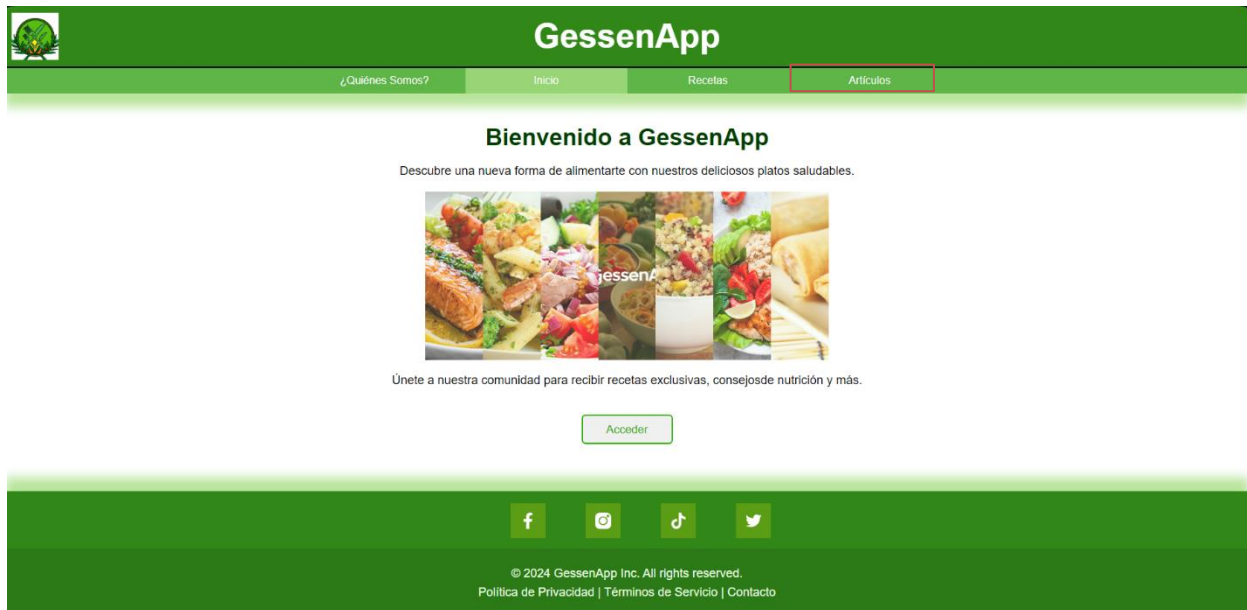 GessenApp
¿Quiénes Somos? Inicio Recetas Artículos
Bienvenido a GessenApp
Descubre una nueva forma de alimentarte con nuestros deliciosos platos saludables.
Únete a nuestra comunidad para recibir recetas exclusivas, consejosde nutrición y más.
Acceder
© 2024 GessenApp Inc. All rights reserved.
Política de Privacidad | Términos de Servicio | Contacto